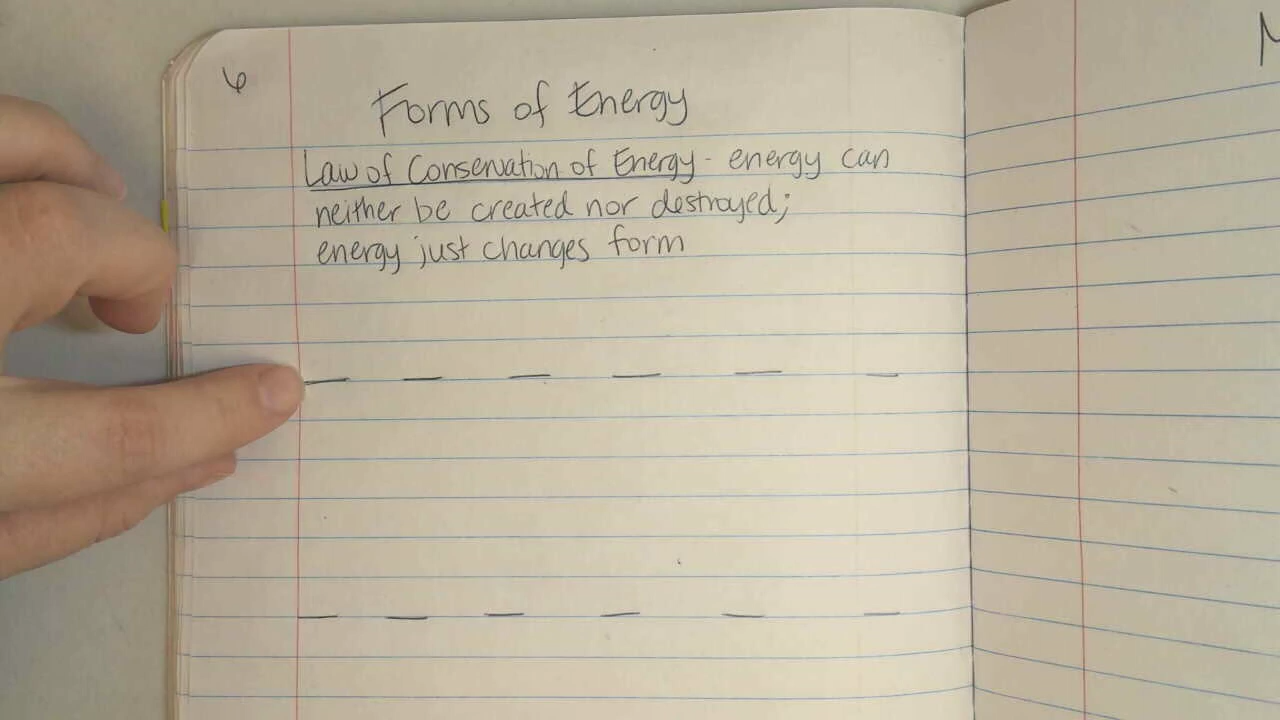 6
Forms of Energy
Law of Conservation of Energy - energy can
neither be created nor destroyed;
energy just changes form